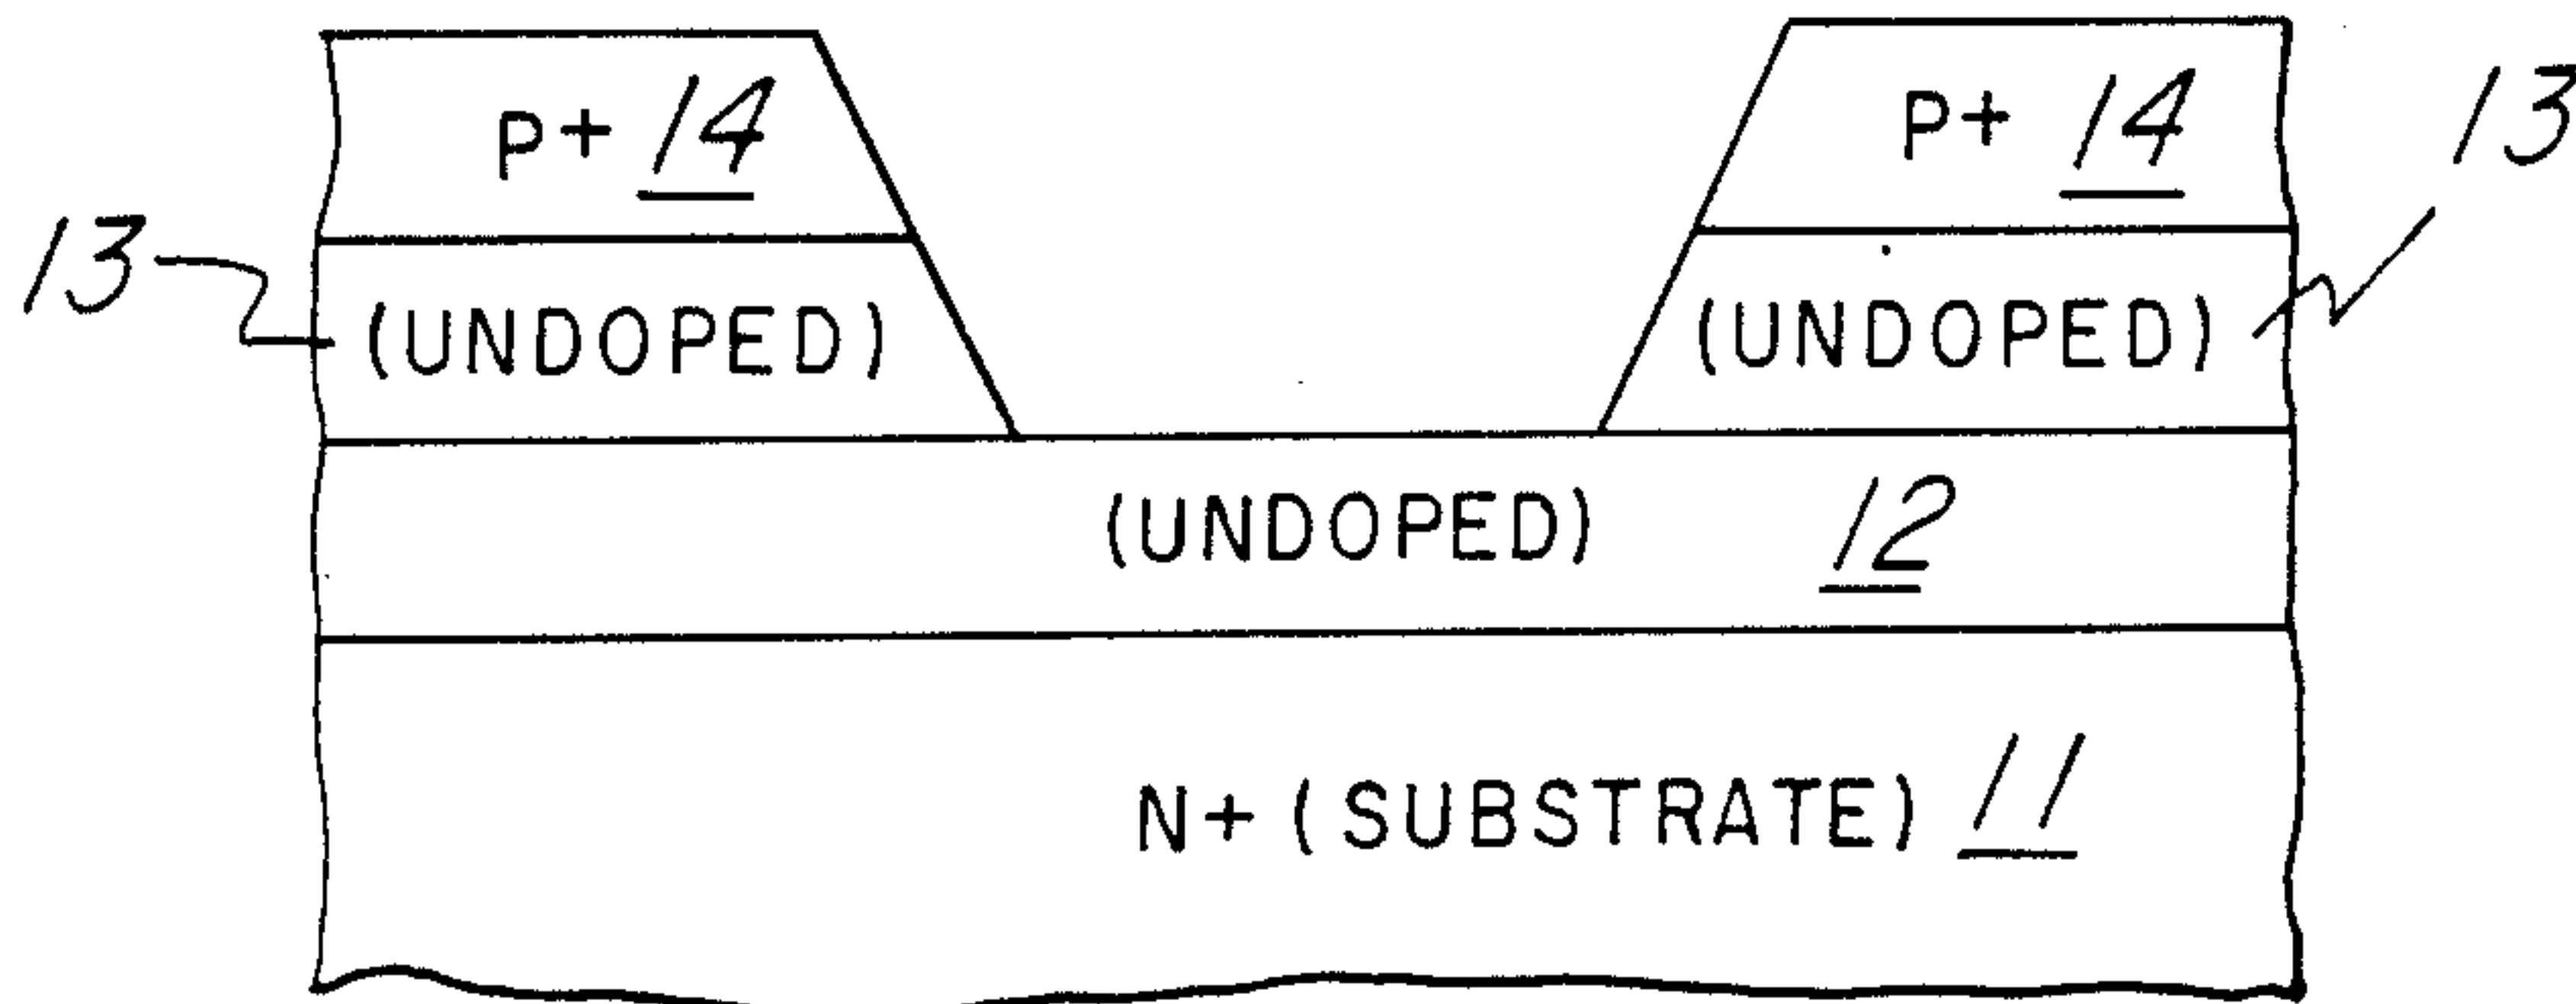 P+ 14
P+ 14
13
13
(UNDOPED)
(UNDOPED)
(UNDOPED) 12
N+ (SUBSTRATE) 11